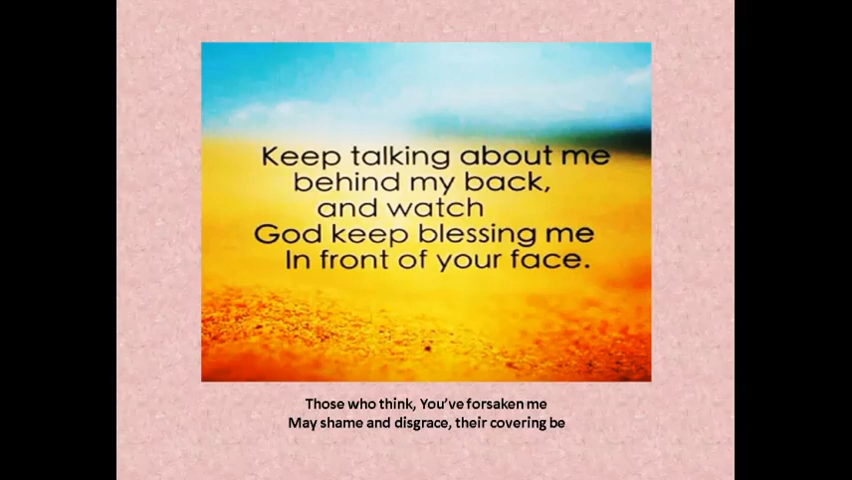 Keep talking about me
behind my back,
and watch
God keep blessing me
In front of your face.
Those who think, You've forsaken me
May shame and disgrace, their covering be